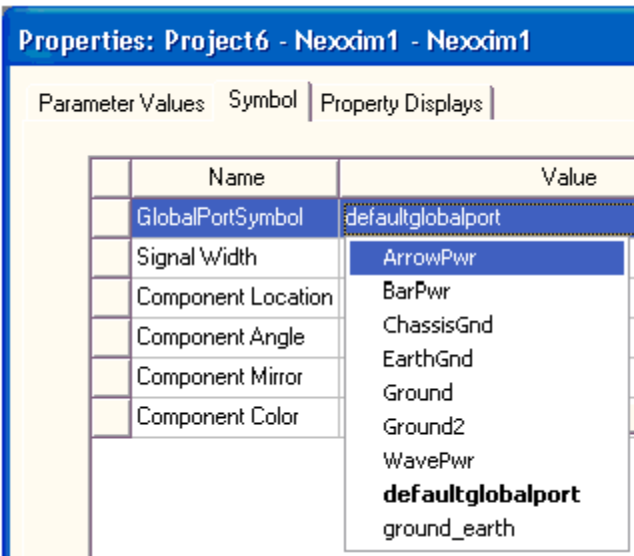 Properties: Project6 - Nexxim1 - Nexxim1
Parameter Values Symbol Property Displays
Name Value
GlobalPortSymbol defaultglobalport
Signal Width ArrowPwr
Component Location BarPwr
ChassisGnd
Component Angle EarthGnd
Component Mirror Ground
Component Color Ground2
WavePwr
defaultglobalport
ground_earth